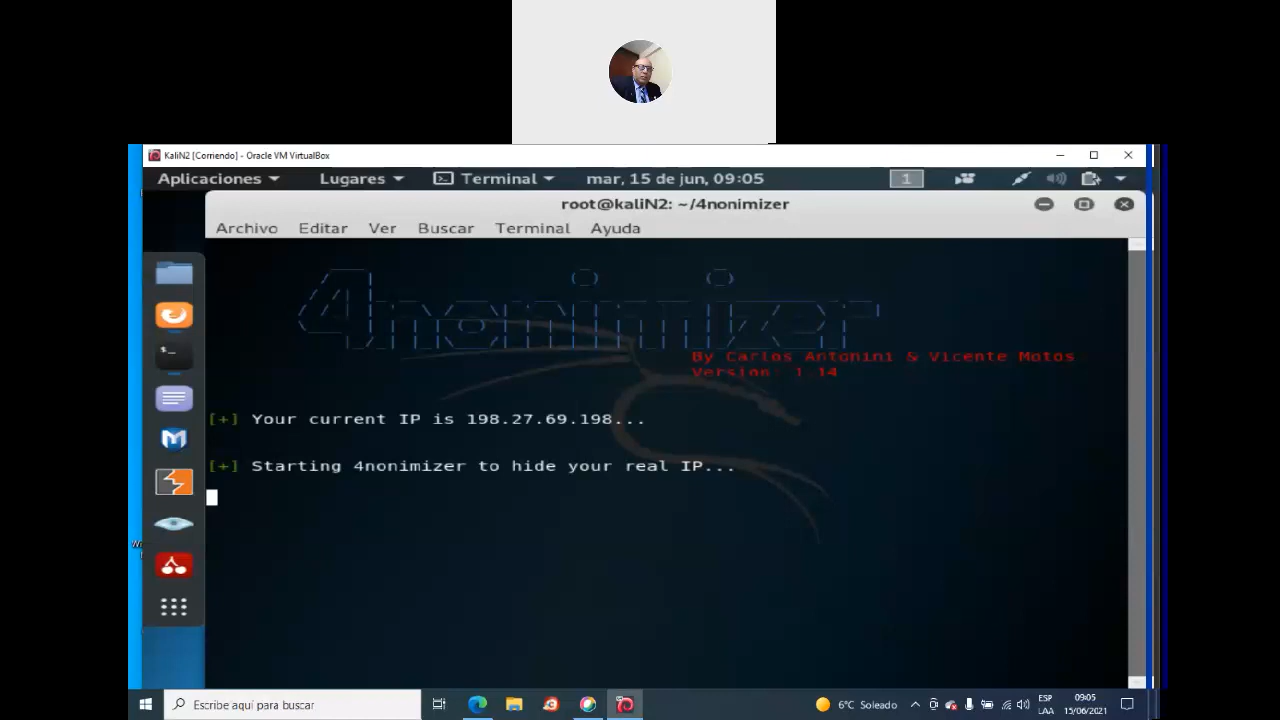 KaliN2 [Corriendo] - Oracle VM VirtualBox
Aplicaciones Lugares Terminal mar, 15 de jun, 09:05 1
root@kaliN2: ~/4nonimizer
Archivo Editar Ver Buscar Terminal Ayuda
4nonimizer
By Carlos Antonini & Vicente Motos
Version: 1.14
[+] Your current IP is 198.27.69.198...
[+] Starting 4nonimizer to hide your real IP...
Escribe aquí para buscar
6°C Soleado
ESP
LAA
09:05
15/06/2021